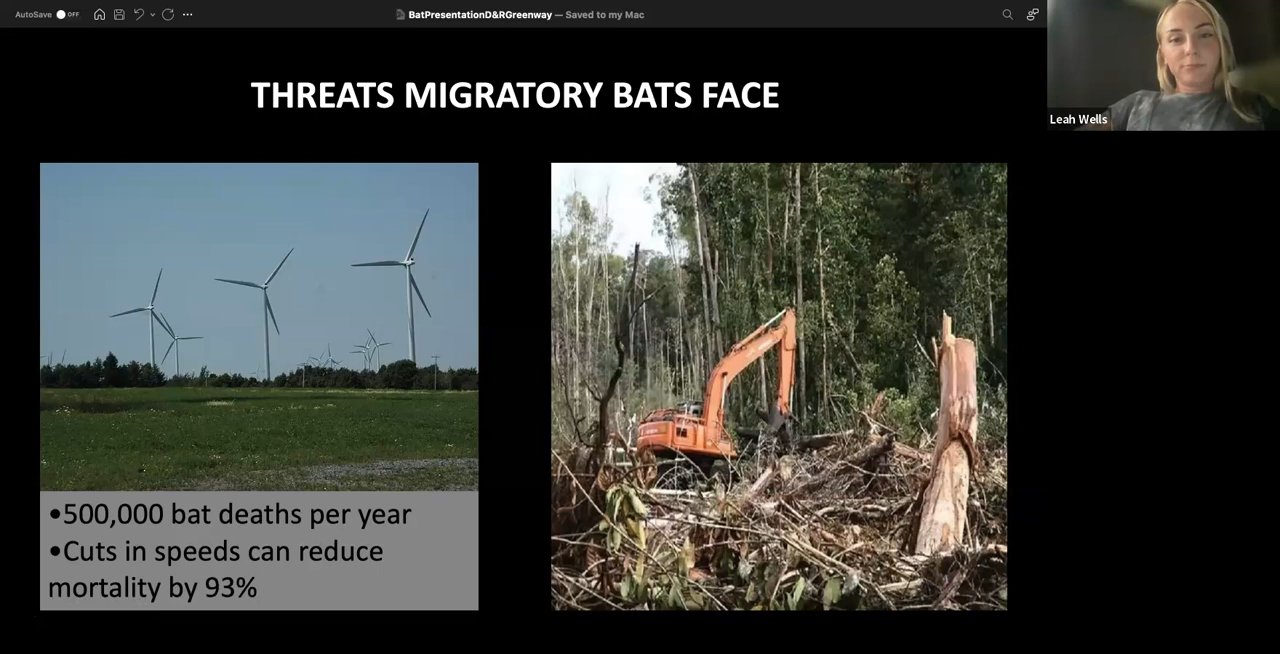 AutoSave OFF
BatPresentationD&RGreenway — Saved to my Mac
THREATS MIGRATORY BATS FACE
Leah Wells
•500,000 bat deaths per year
•Cuts in speeds can reduce
mortality by 93%